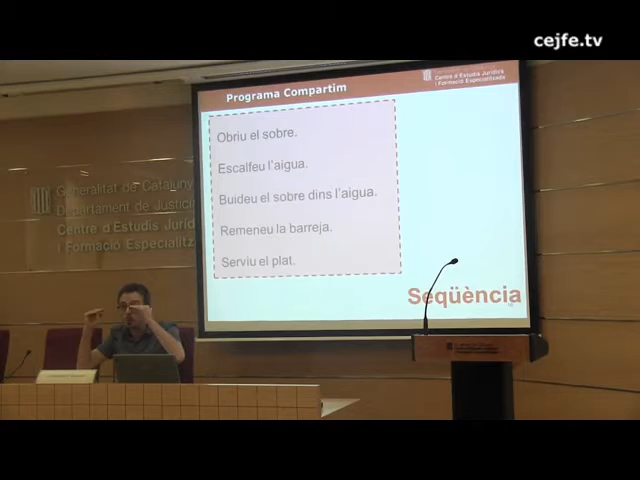 cejfe.tv
Programa Compartim
Centre d'Estudis Jurídics
i Formació Especialitzada
Obriu el sobre.
Escalfeu l'aigua.
Buideu el sobre dins l'aigua.
Remeneu la barreja.
Serviu el plat.
Seqüència
Generalitat de Catalunya
Departament de Justícia
Centre d'Estudis Jurídi
i Formació Especialitz